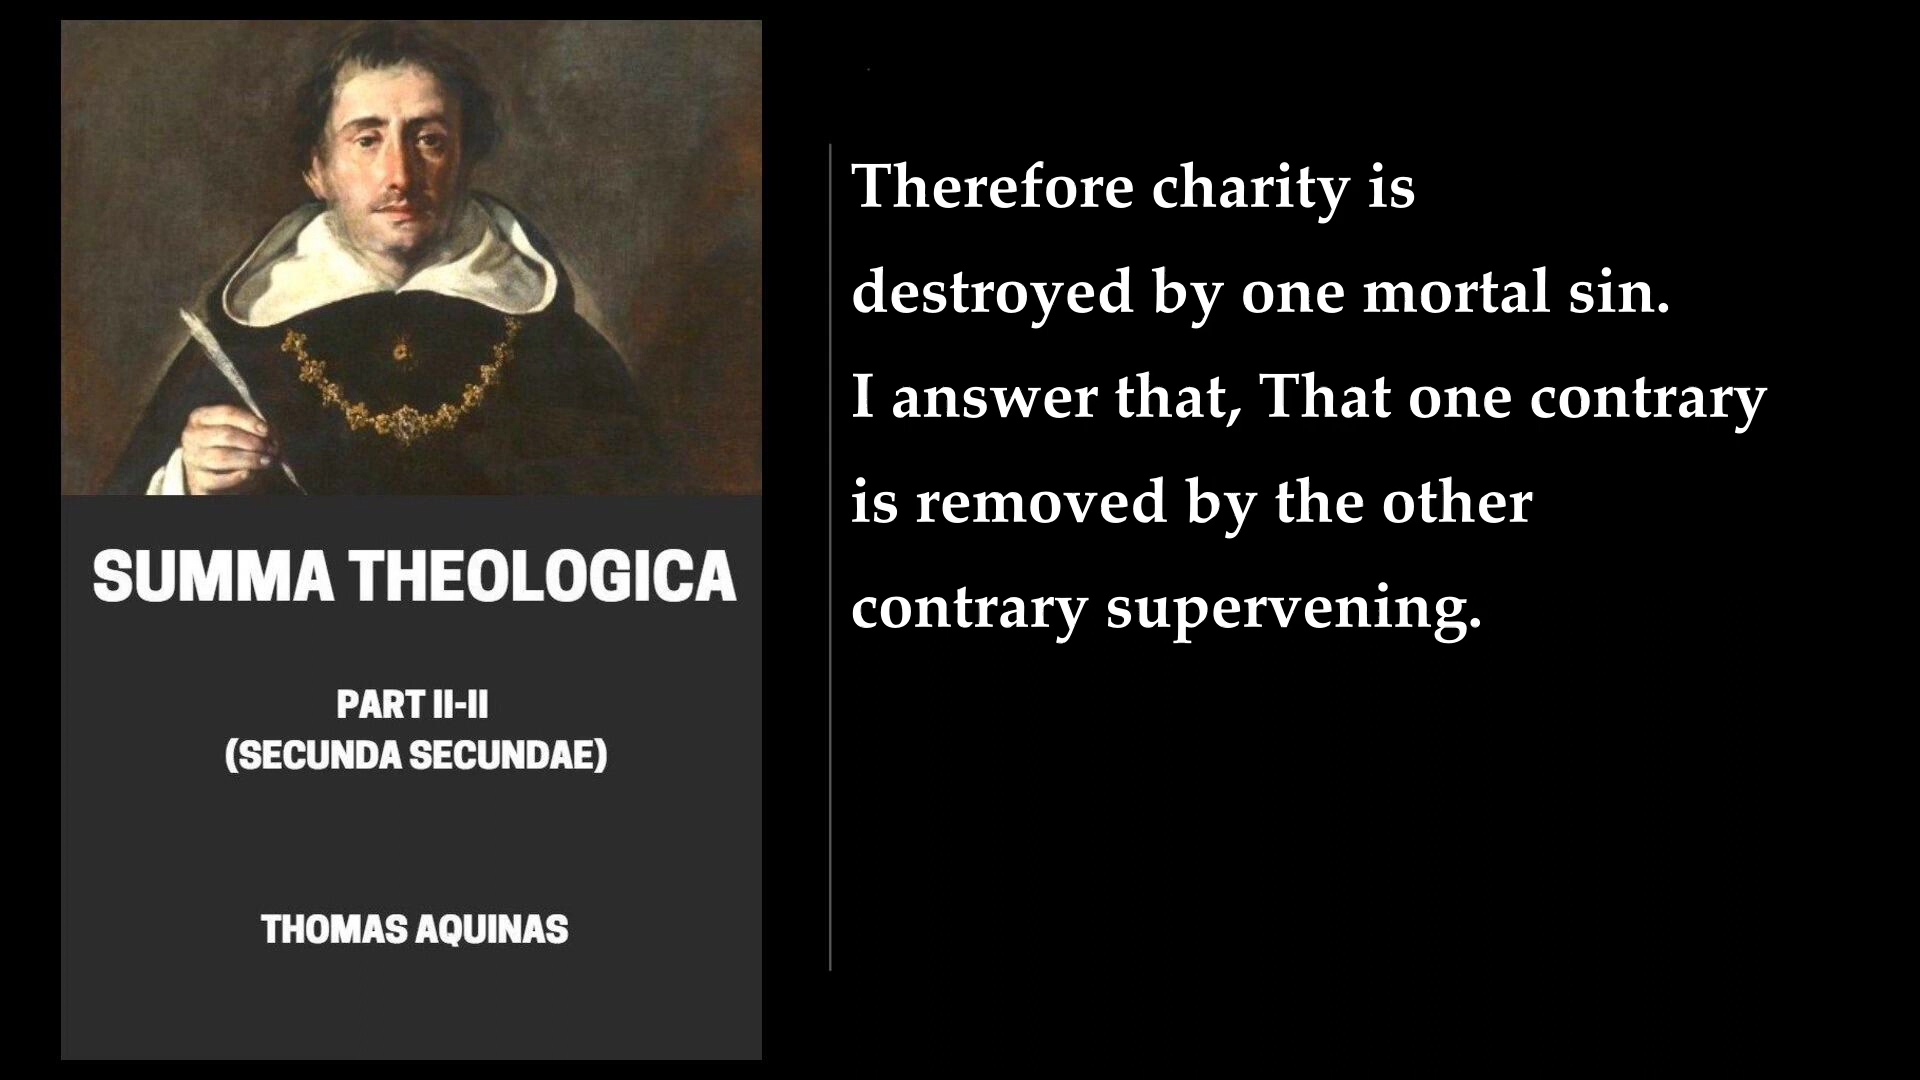 SUMMA THEOLOGICA
PART II-II
(SECUNDA SECUNDAE)
THOMAS AQUINAS
Therefore charity is
destroyed by one mortal sin.
I answer that, That one contrary
is removed by the other
contrary supervening.